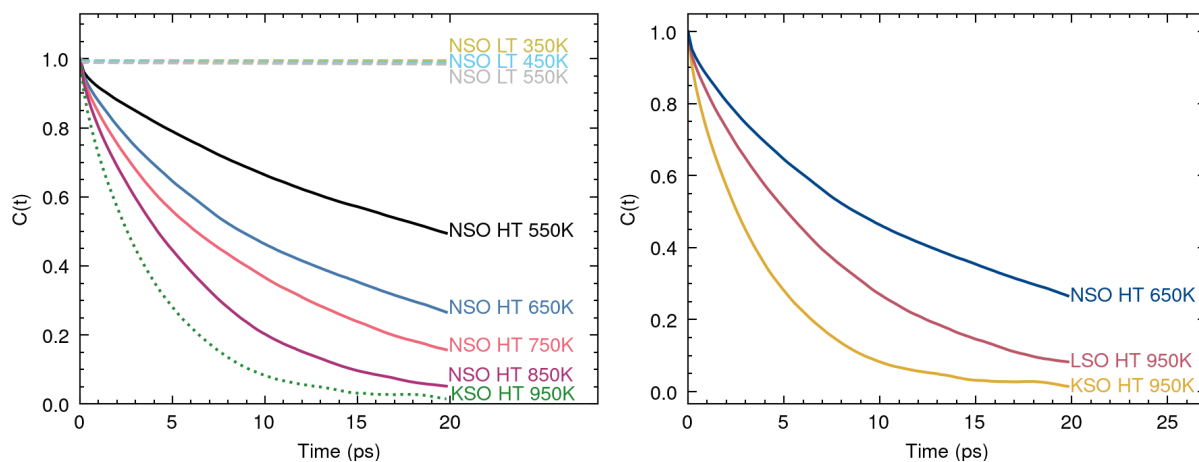 1.0
0.8
0.6
0.4
0.2
0.0
C(t)
NSO LT 350K
NSO LT 450K
NSO LT 550K
NSO HT 550K
NSO HT 650K
NSO HT 750K
NSO HT 850K
KSO HT 950K
0 5 10 15 20
Time (ps)
1.0
0.8
0.6
0.4
0.2
0.0
C(t)
NSO HT 650K
LSO HT 950K
KSO HT 950K
0 5 10 15 20 25
Time (ps)